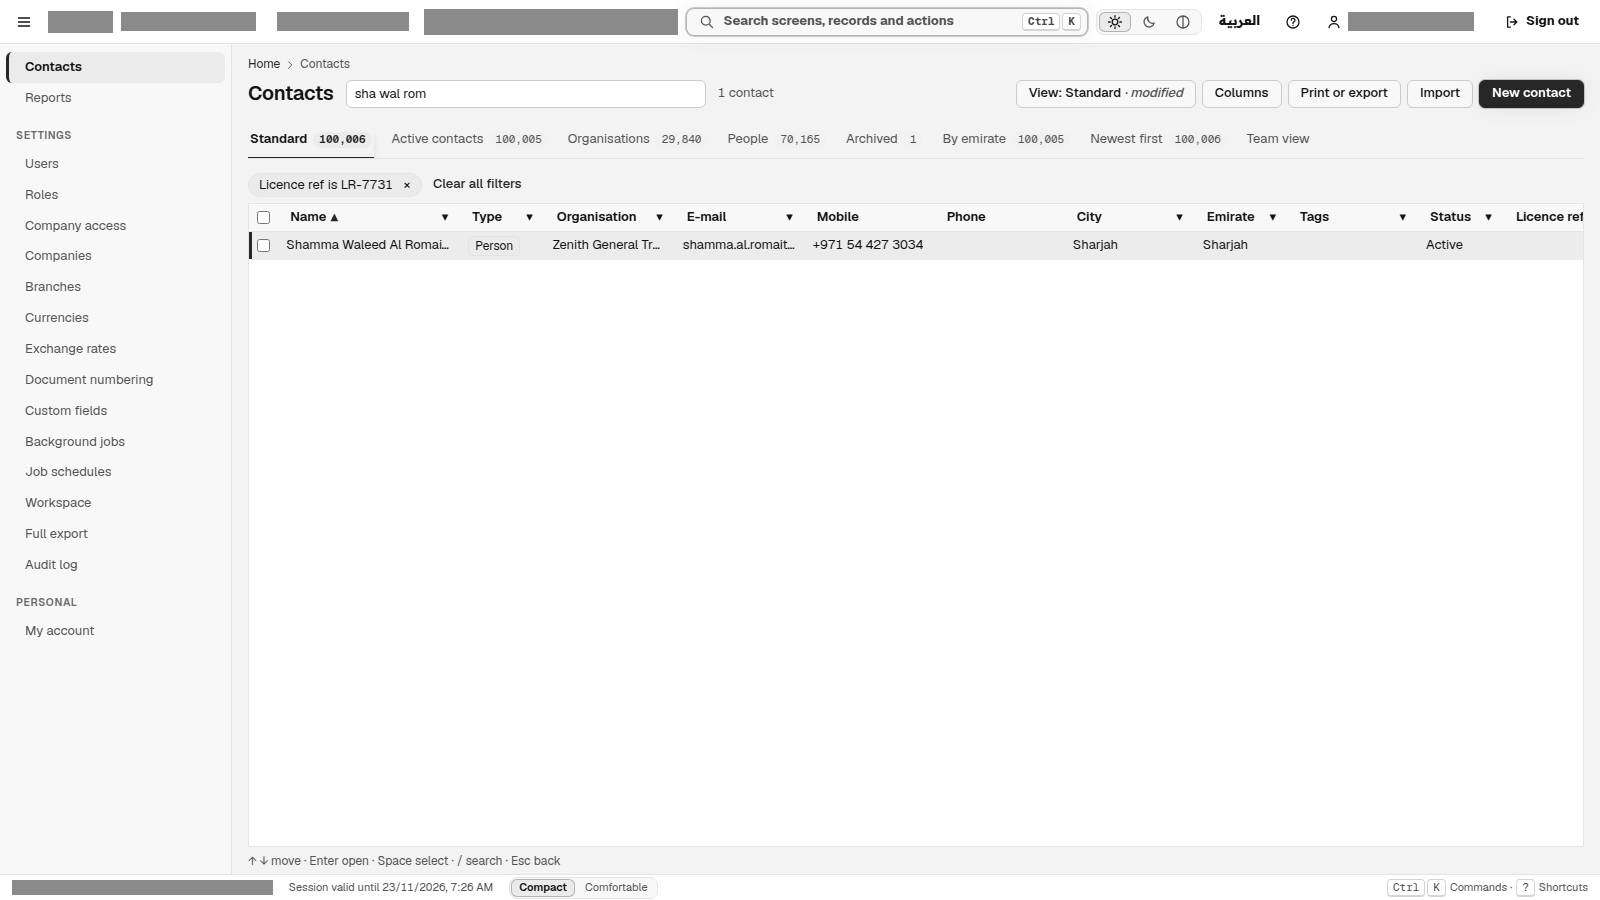 Search screens, records and actions Ctrl K العربية Sign out
Contacts
Reports
SETTINGS
Users
Roles
Company access
Companies
Branches
Currencies
Exchange rates
Document numbering
Custom fields
Background jobs
Job schedules
Workspace
Full export
Audit log
PERSONAL
My account
Home > Contacts
Contacts sha wal rom 1 contact View: Standard · modified Columns Print or export Import New contact
Standard 100,006 Active contacts 100,005 Organisations 29,840 People 70,165 Archived 1 By emirate 100,005 Newest first 100,006 Team view
Licence ref is LR-7731 × Clear all filters
Name ▲ ▼ Type ▼ Organisation ▼ E-mail ▼ Mobile Phone City ▼ Emirate ▼ Tags ▼ Status ▼ Licence ref
Shamma Waleed Al Romai… Person Zenith General Tr… shamma.al.romait… +971 54 427 3034 Sharjah Sharjah Active
↑↓ move · Enter open · Space select · / search · Esc back
Session valid until 23/11/2026, 7:26 AM Compact Comfortable Ctrl K Commands · ? Shortcuts